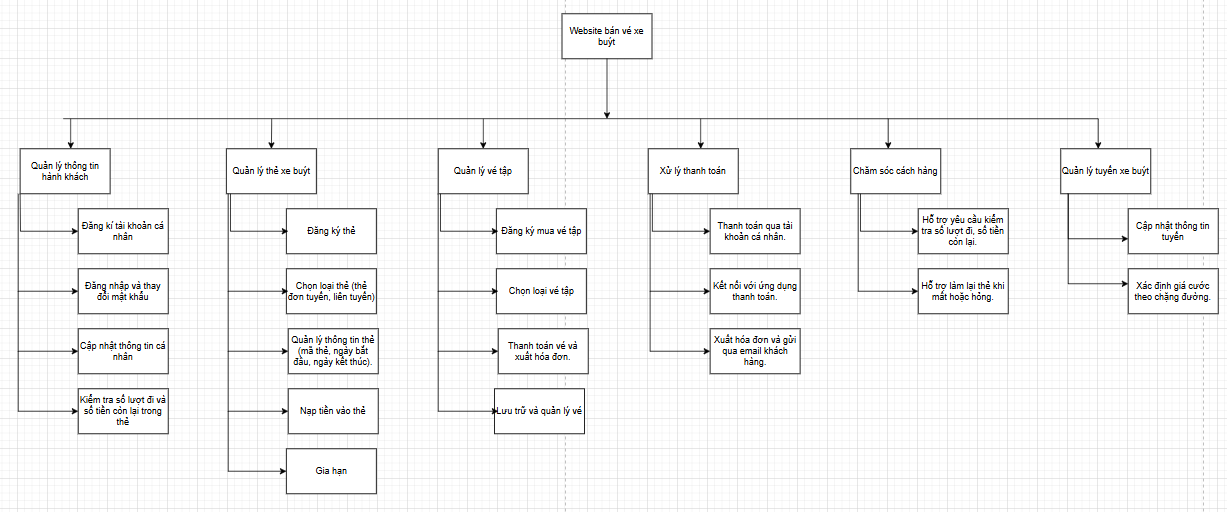 Website bán vé xe
buýt
Quản lý thông tin
hành khách
Quản lý thẻ xe buýt
Quản lý vé tập
Xử lý thanh toán
Chăm sóc cách hàng
Quản lý tuyến xe buýt
Đăng kí tài khoản cá
nhân
Đăng nhập và thay
đổi mật khẩu
Cập nhật thông tin cá
nhân
Kiểm tra số lượt đi và
số tiền còn lại trong
thẻ
Đăng ký thẻ
Chọn loại thẻ (thẻ
đơn tuyến, liên tuyến)
Quản lý thông tin thẻ
(mã thẻ, ngày bắt
đầu, ngày kết thúc).
Nạp tiền vào thẻ
Gia hạn
Đăng ký mua vé tập
Chọn loại vé tập
Thanh toán vé và
xuất hóa đơn.
Lưu trữ và quản lý vé
Thanh toán qua tài
khoản cá nhân.
Kết nối với ứng dụng
thanh toán.
Xuất hóa đơn và gửi
qua email khách
hàng.
Hỗ trợ yêu cầu kiểm
tra số lượt đi, số tiền
còn lại.
Hỗ trợ làm lại thẻ khi
mất hoặc hỏng.
Cập nhật thông tin
tuyến
Xác định giá cước
theo chặng đường.